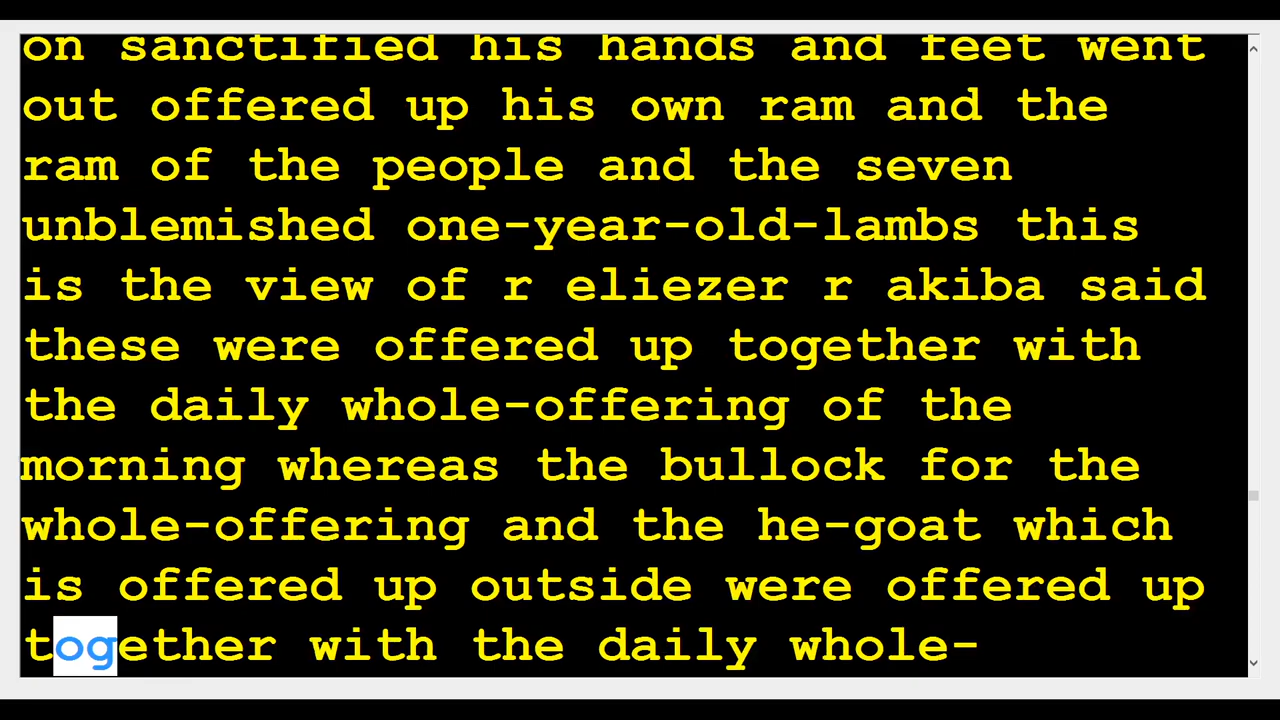 on sanctified his hands and feet went
out offered up his own ram and the
ram of the people and the seven
unblemished one-year-old-lambs this
is the view of r eliezer r akiba said
these were offered up together with
the daily whole-offering of the
morning whereas the bullock for the
whole-offering and the he-goat which
is offered up outside were offered up
together with the daily whole-